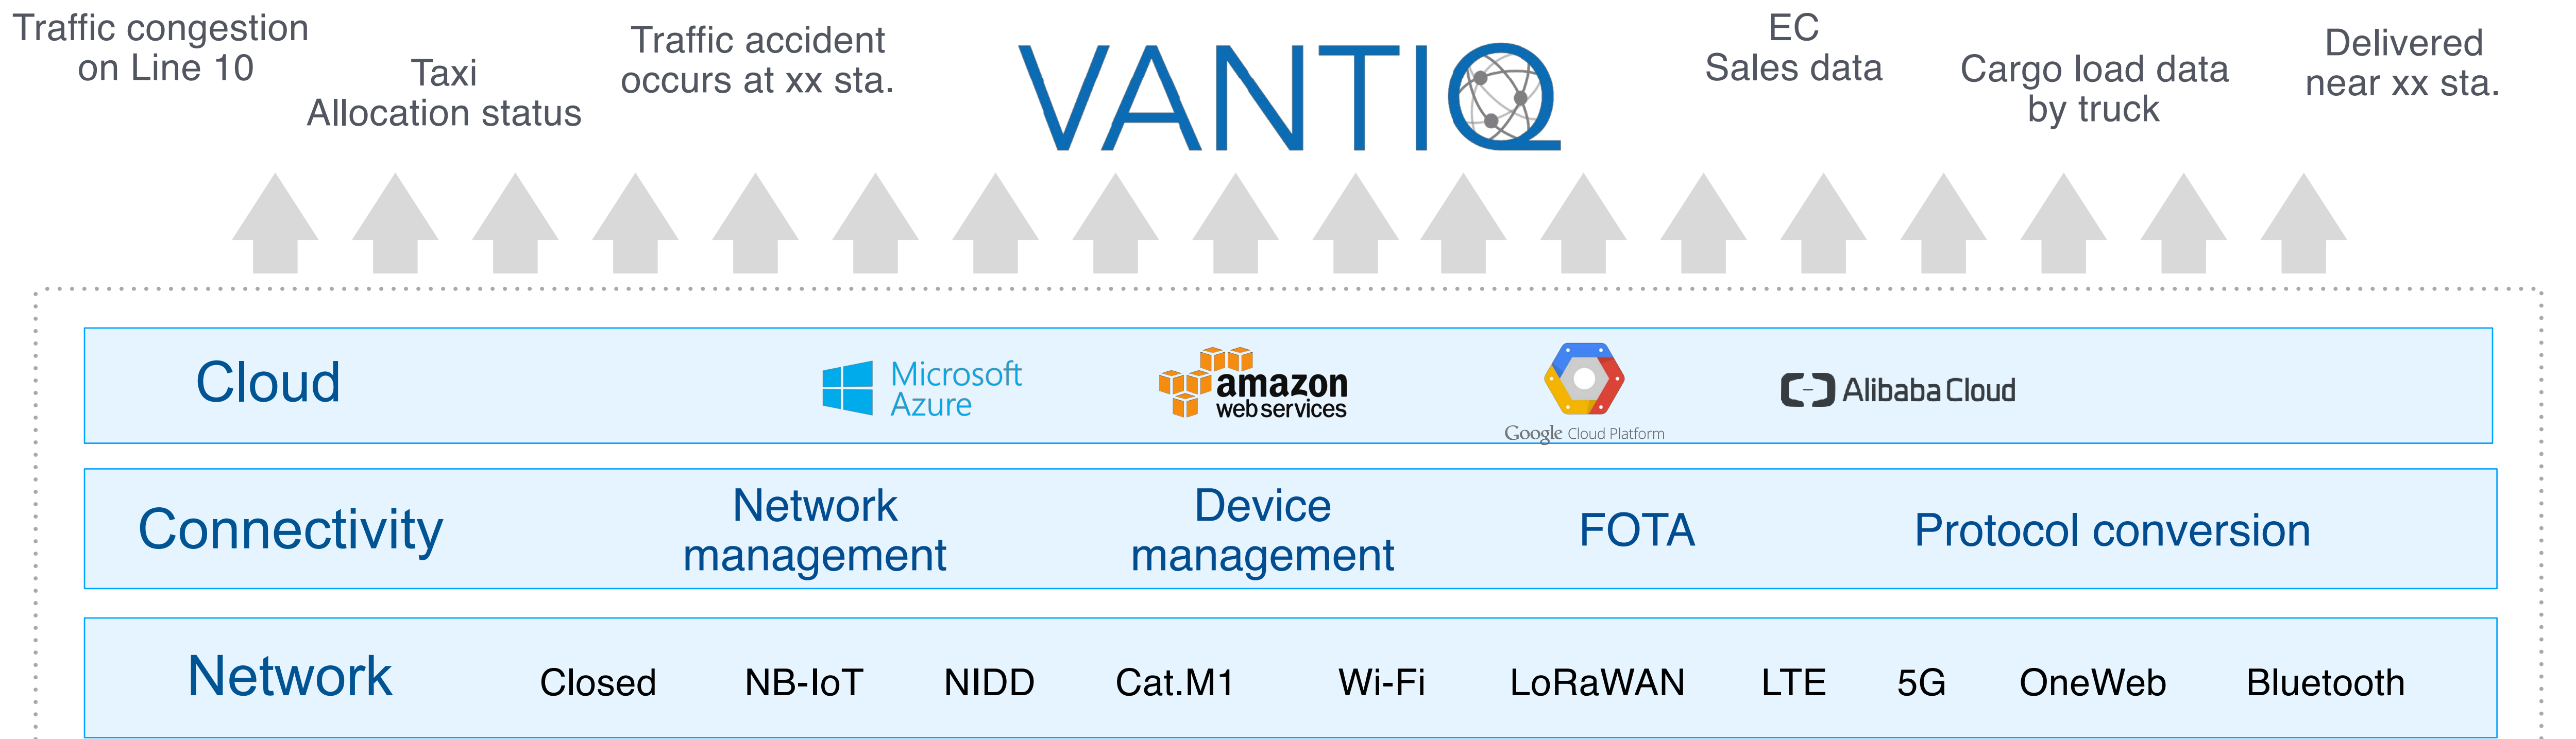 Traffic congestion
on Line 10
Taxi
Allocation status
Traffic accident
occurs at xx sta.
VANTIQ
EC
Sales data
Cargo load data
by truck
Delivered
near xx sta.
Cloud
Microsoft
Azure
amazon
web services
Google Cloud Platform
Alibaba Cloud
Connectivity
Network
management
Device
management
FOTA
Protocol conversion
Network
Closed
NB-IoT
NIDD
Cat.M1
Wi-Fi
LoRaWAN
LTE
5G
OneWeb
Bluetooth